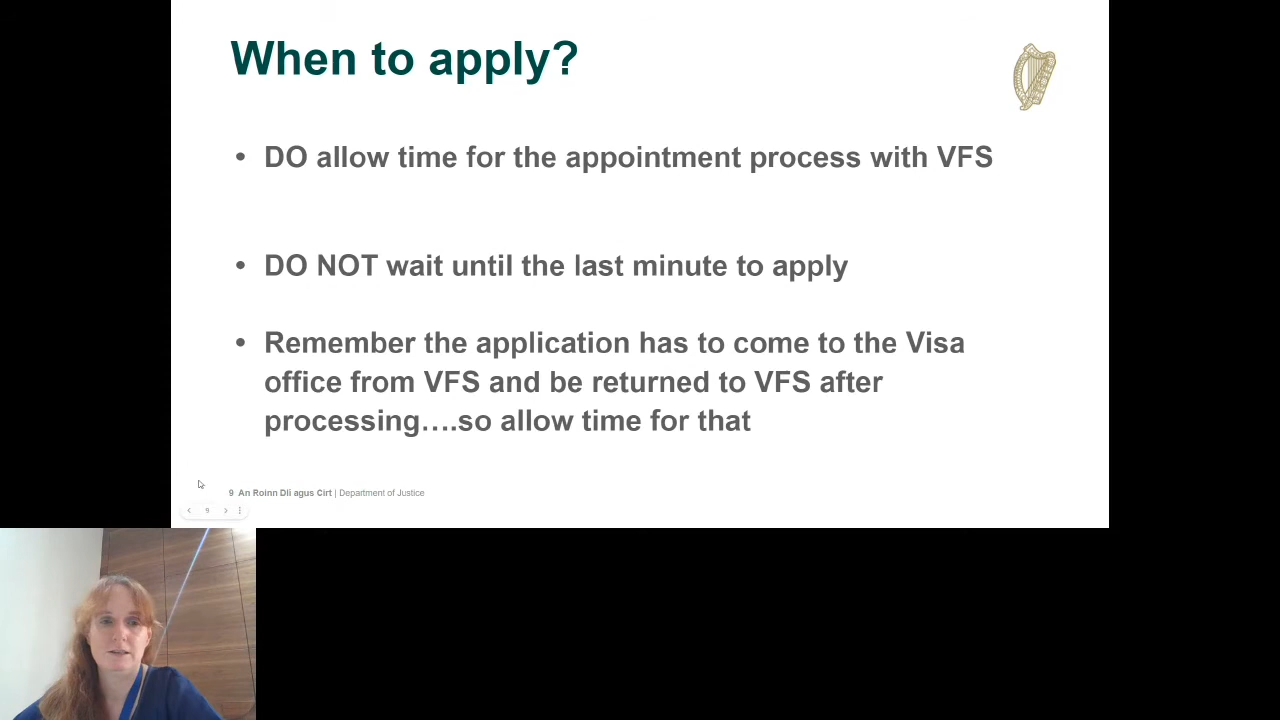 When to apply?
• DO allow time for the appointment process with VFS
• DO NOT wait until the last minute to apply
• Remember the application has to come to the Visa
office from VFS and be returned to VFS after
processing….so allow time for that
9 An Roinn Dlí agus Cirt | Department of Justice
9